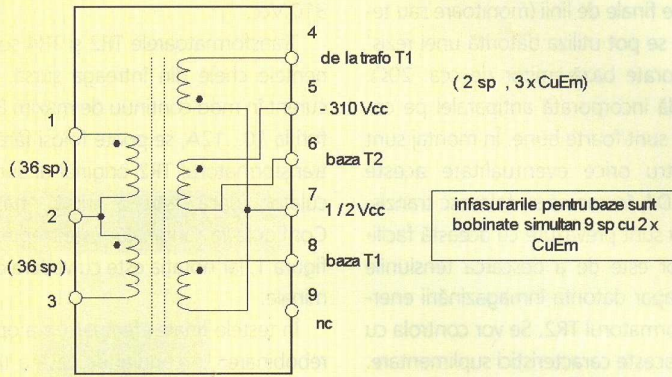 4
de la trafo T1
5
- 310 Vcc
6
baza T2
7
1 / 2 Vcc
8
baza T1
9
nc
1
( 36 sp )
2
( 36 sp )
3
( 2 sp , 3 x CuEm )
infasurarile pentru baze sunt
bobinate simultan 9 sp cu 2 x
CuEm